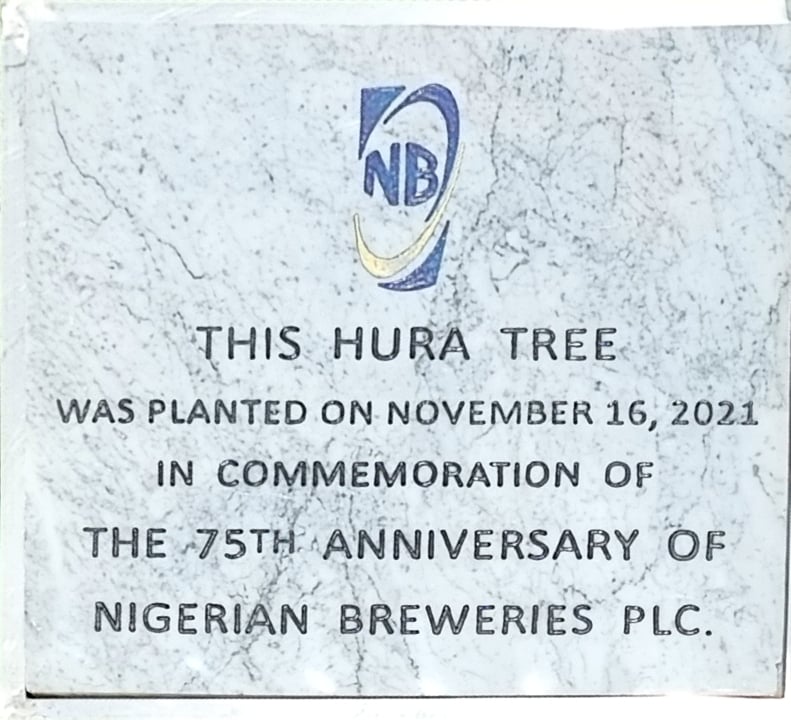 NB
THIS HURA TREE
WAS PLANTED ON NOVEMBER 16, 2021
IN COMMEMORATION OF
THE 75TH ANNIVERSARY OF
NIGERIAN BREWERIES PLC.